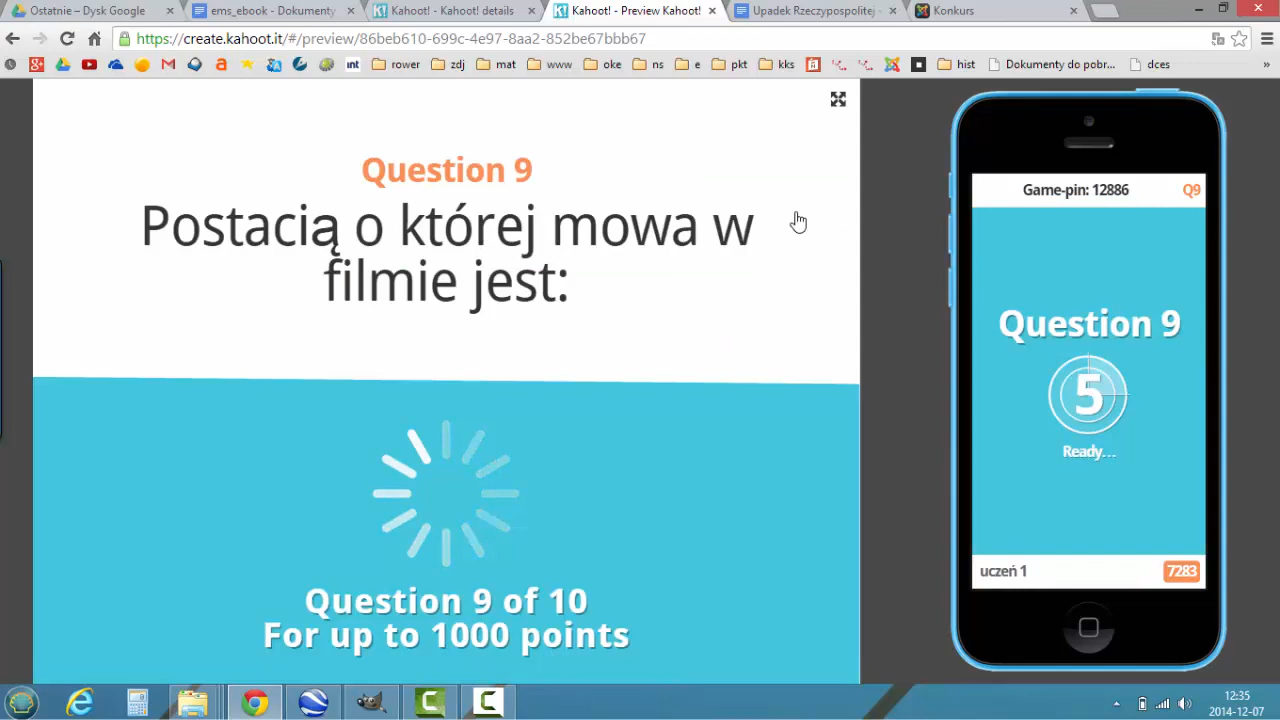 Ostatnie – Dysk Google
ems_ebook - Dokumenty
Kahoot! - Kahoot! details
Kahoot! - Preview Kahoot!
Upadek Rzeczypospolitej -
Konkurs
https://create.kahoot.it/#/preview/86beb610-699c-4e97-8aa2-852be67bbb67
int
rower
zdj
mat
www
oke
ns
e
pkt
kks
hist
Dokumenty do pobr...
dces
»
Question 9
Postacią o której mowa w
filmie jest:
Question 9 of 10
For up to 1000 points
Game-pin: 12886
Q9
Question 9
5
Ready...
uczeń 1
7283
12:35
2014-12-07